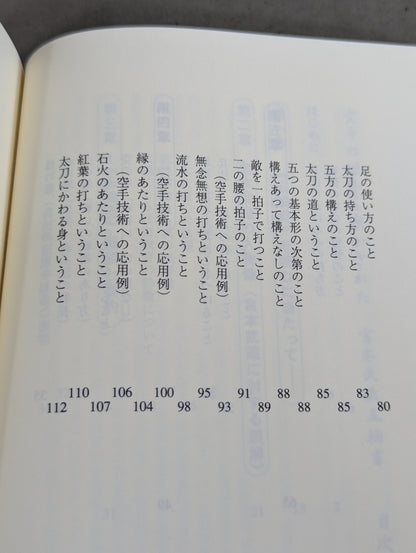 足の使い方のこと 80
太刀の持ち方のこと 83
五方の構えのこと 85
太刀の道ということ 85
五つの基本形の次第のこと 88
構えあって構えなしのこと 88
敵を一拍子で打つこと 89
二の腰の拍子のこと 91
（空手技術への応用例） 93
無念無想の打ちということ 95
流水の打ちということ 98
（空手技術への応用例） 100
縁のあたりということ 104
（空手技術への応用例） 106
石火のあたりということ 107
紅葉の打ちということ 110
太刀にかわる身ということ 112